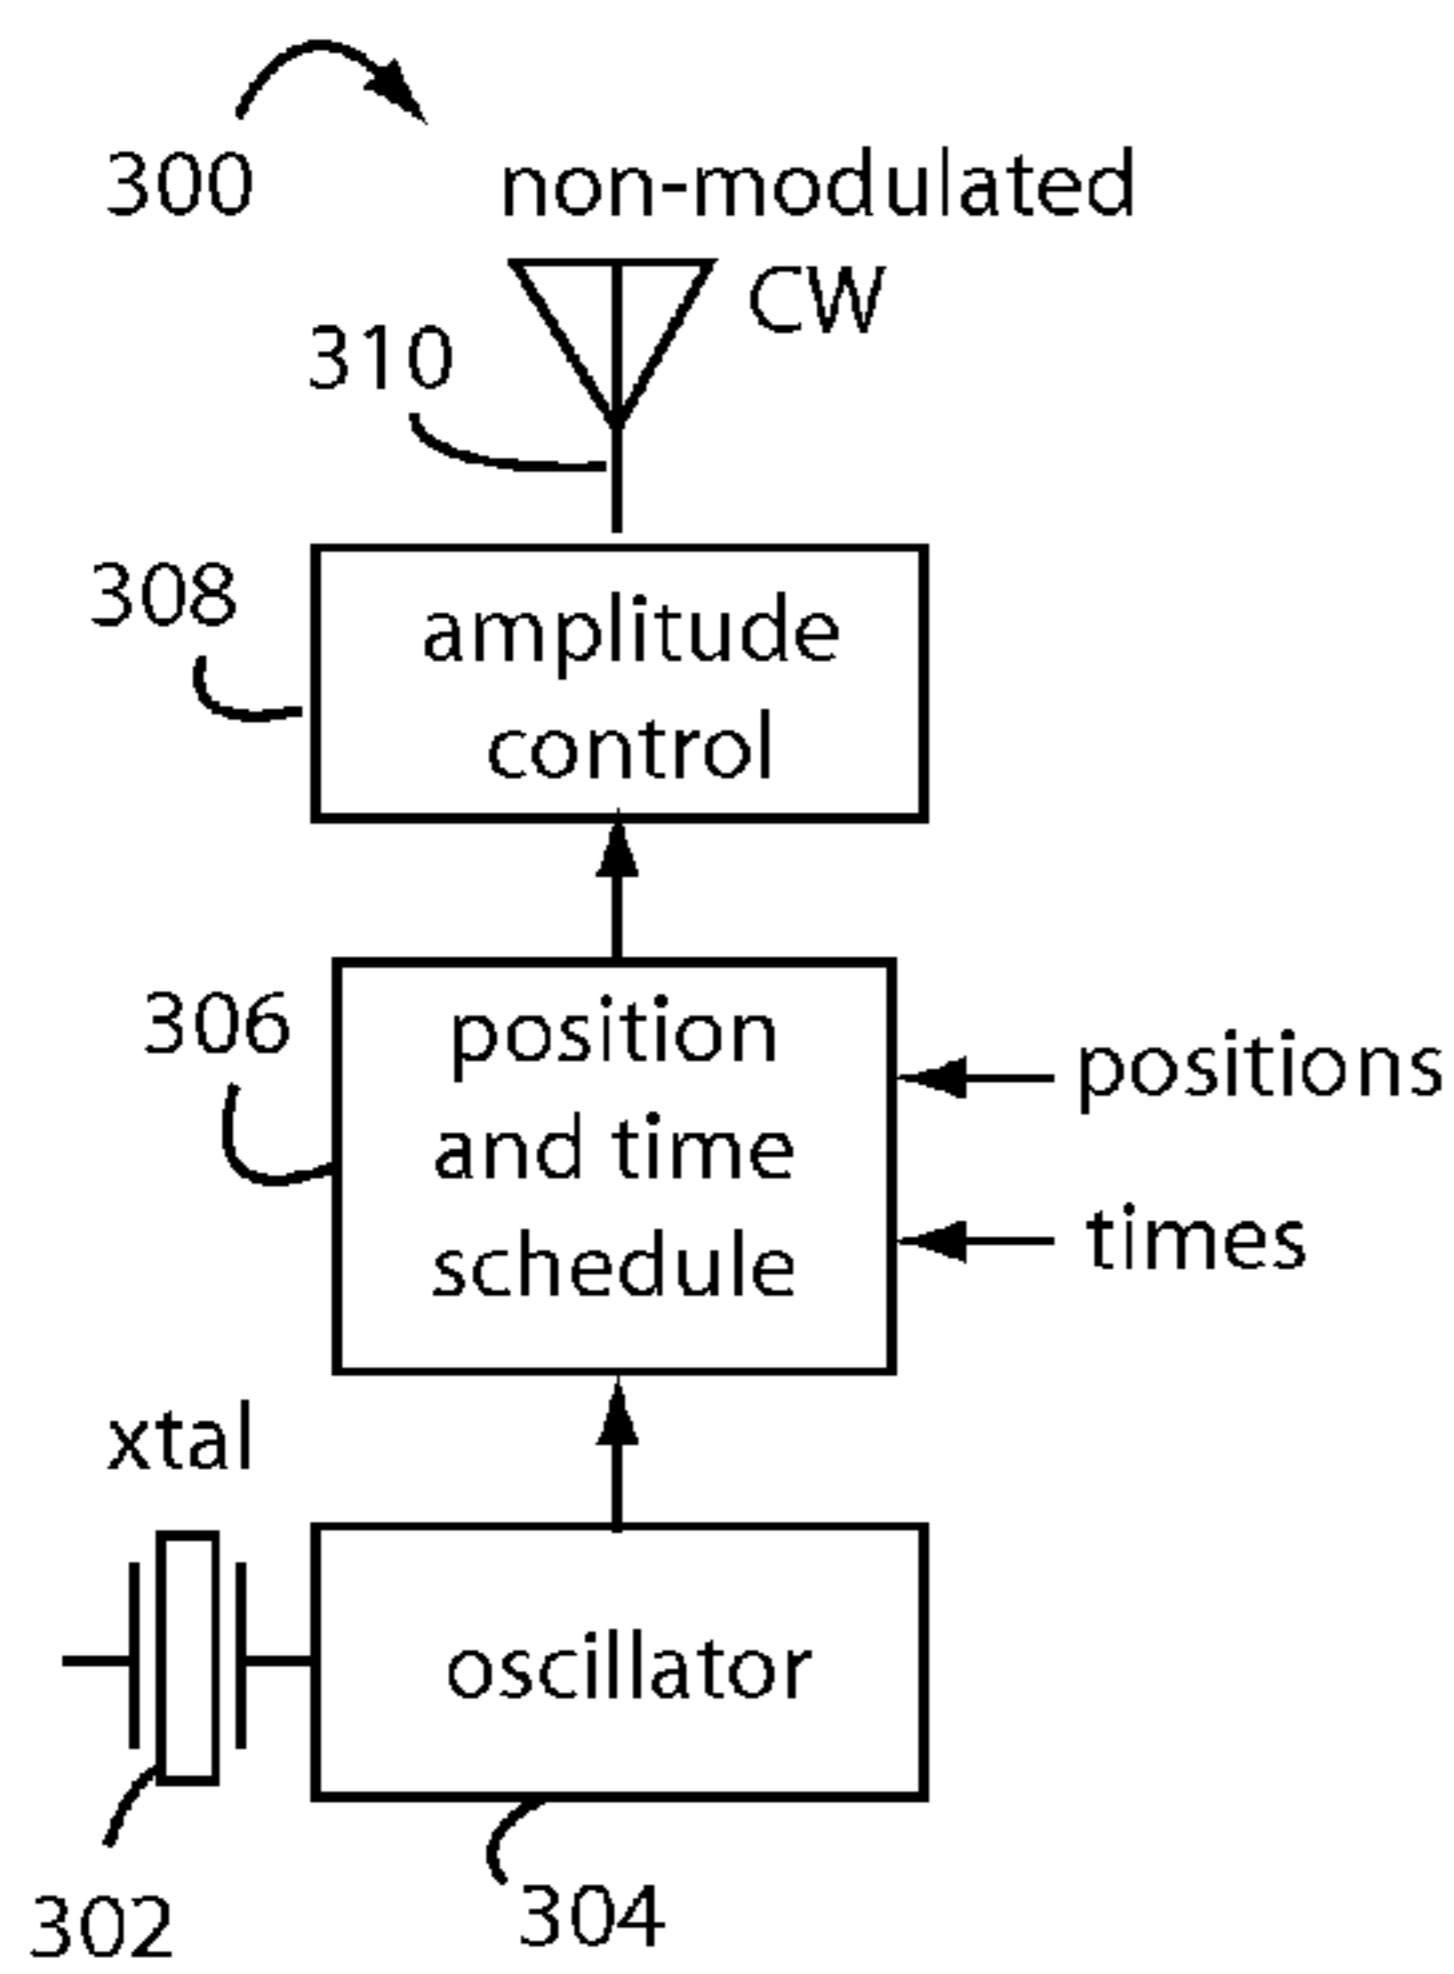 300
non-modulated
CW
310
308
amplitude
control
306
position
and time
schedule
positions
times
xtal
oscillator
302
304